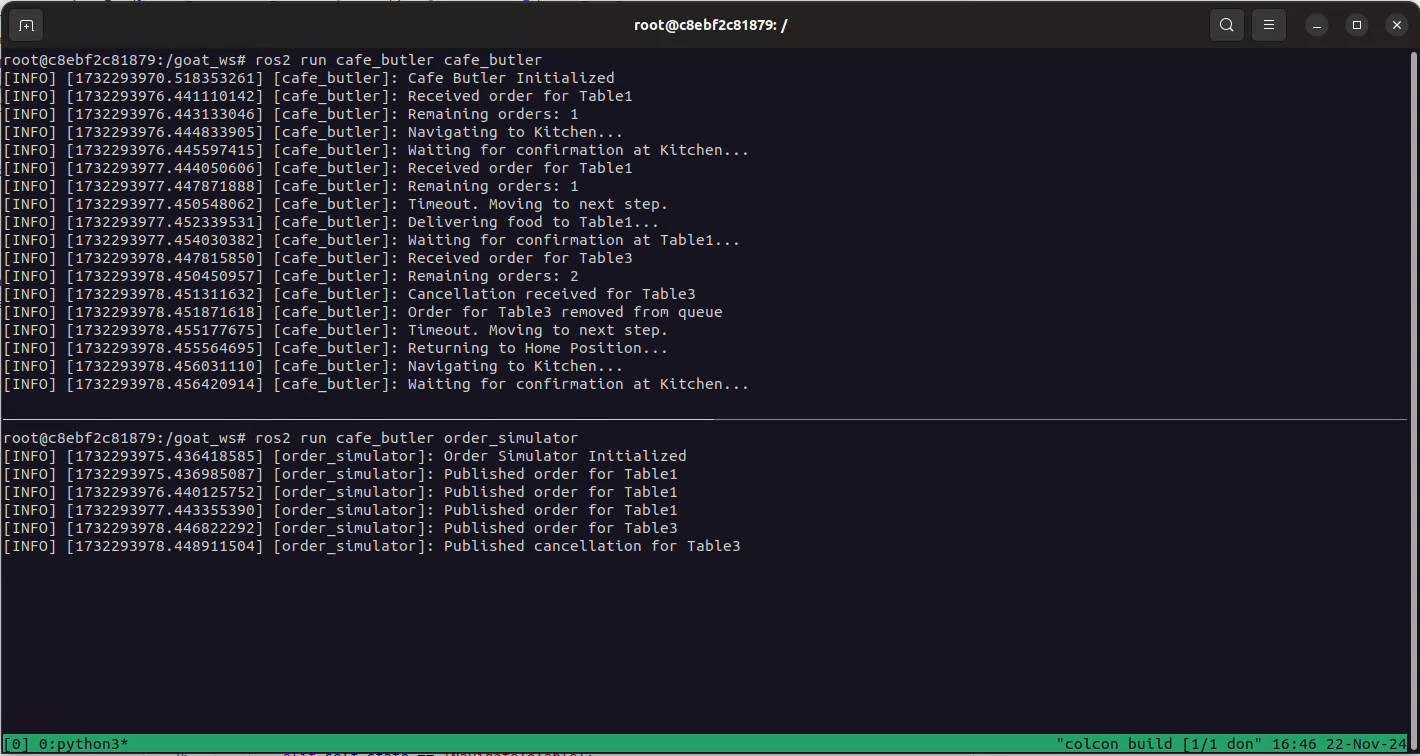 root@c8ebf2c81879: /
root@c8ebf2c81879:/goat_ws# ros2 run cafe_butler cafe_butler
[INFO] [1732293970.518353261] [cafe_butler]: Cafe Butler Initialized
[INFO] [1732293976.441110142] [cafe_butler]: Received order for Table1
[INFO] [1732293976.443133046] [cafe_butler]: Remaining orders: 1
[INFO] [1732293976.444833905] [cafe_butler]: Navigating to Kitchen...
[INFO] [1732293976.445597415] [cafe_butler]: Waiting for confirmation at Kitchen...
[INFO] [1732293977.444050606] [cafe_butler]: Received order for Table1
[INFO] [1732293977.447871888] [cafe_butler]: Remaining orders: 1
[INFO] [1732293977.450548062] [cafe_butler]: Timeout. Moving to next step.
[INFO] [1732293977.452339531] [cafe_butler]: Delivering food to Table1...
[INFO] [1732293977.454030382] [cafe_butler]: Waiting for confirmation at Table1...
[INFO] [1732293978.447815850] [cafe_butler]: Received order for Table3
[INFO] [1732293978.450450957] [cafe_butler]: Remaining orders: 2
[INFO] [1732293978.451311632] [cafe_butler]: Cancellation received for Table3
[INFO] [1732293978.451871618] [cafe_butler]: Order for Table3 removed from queue
[INFO] [1732293978.455177675] [cafe_butler]: Timeout. Moving to next step.
[INFO] [1732293978.455564695] [cafe_butler]: Returning to Home Position...
[INFO] [1732293978.456031110] [cafe_butler]: Navigating to Kitchen...
[INFO] [1732293978.456420914] [cafe_butler]: Waiting for confirmation at Kitchen...
root@c8ebf2c81879:/goat_ws# ros2 run cafe_butler order_simulator
[INFO] [1732293975.436418585] [order_simulator]: Order Simulator Initialized
[INFO] [1732293975.436985087] [order_simulator]: Published order for Table1
[INFO] [1732293976.440125752] [order_simulator]: Published order for Table1
[INFO] [1732293977.443355390] [order_simulator]: Published order for Table1
[INFO] [1732293978.446822292] [order_simulator]: Published order for Table3
[INFO] [1732293978.448911504] [order_simulator]: Published cancellation for Table3
[0] 0:python3* "colcon build [1/1 don" 16:46 22-Nov-24